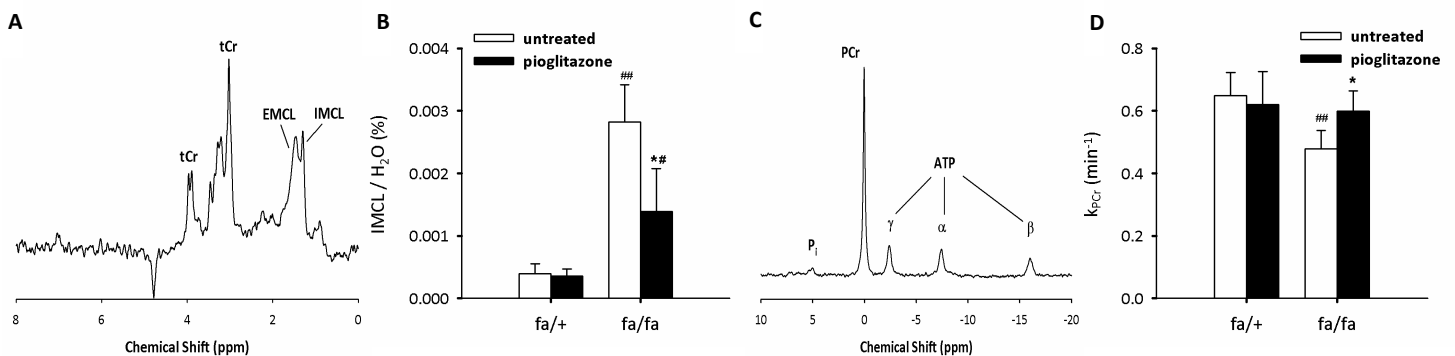 A
tCr
EMCL
IMCL
tCr
8
6
4
2
0
Chemical Shift (ppm)
B
untreated
pioglitazone
IMCL / H2O (%)
0.004
0.003
0.002
0.001
0.000
##
*#
fa/+
fa/fa
C
PCr
ATP
Pi
γ
α
β
10
5
0
-5
-10
-15
-20
Chemical Shift (ppm)
D
untreated
pioglitazone
kPCr (min-1)
0.8
0.6
0.4
0.2
0.0
##
*
fa/+
fa/fa